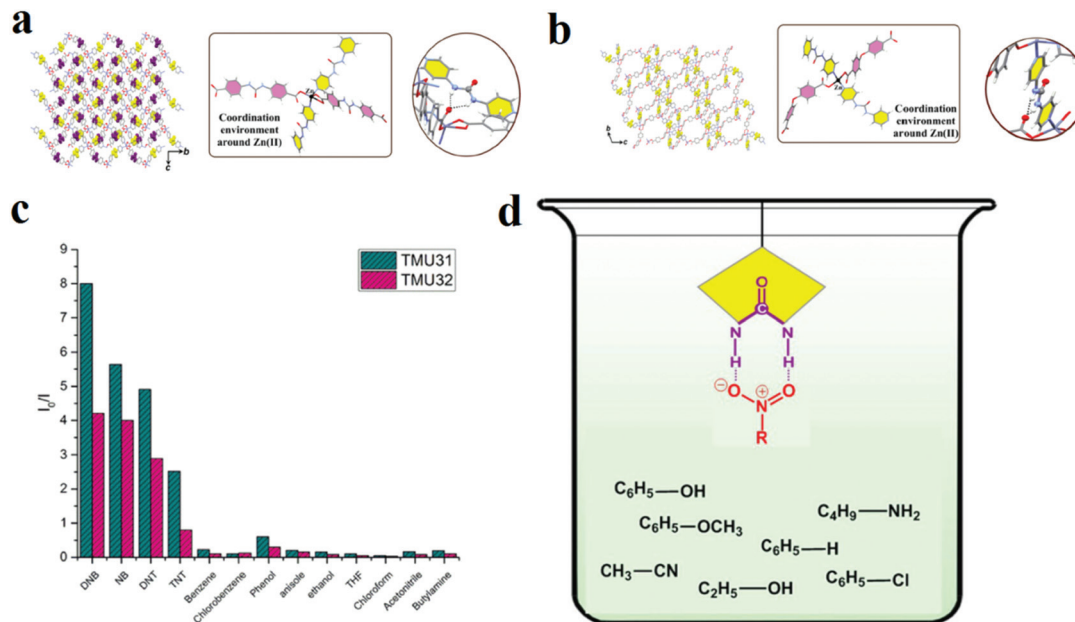 a
Zn
Coordination
environment
around Zn(II)
b
c
b
Zn
Coordination
environment
around Zn(II)
b
c
c
TMU31
TMU32
9
8
7
6
5
4
3
2
1
0
I₀/I
DNB
NB
DNT
TNT
Benzene
Chlorobenzene
Phenol
anisole
ethanol
THF
Chloroform
Acetonitrile
Butylamine
d
O
C
N N
H H
⊖ O N ⊕ O
R
C₆H₅—OH
C₆H₅—OCH₃
C₄H₉—NH₂
C₆H₅—H
CH₃—CN
C₂H₅—OH
C₆H₅—Cl